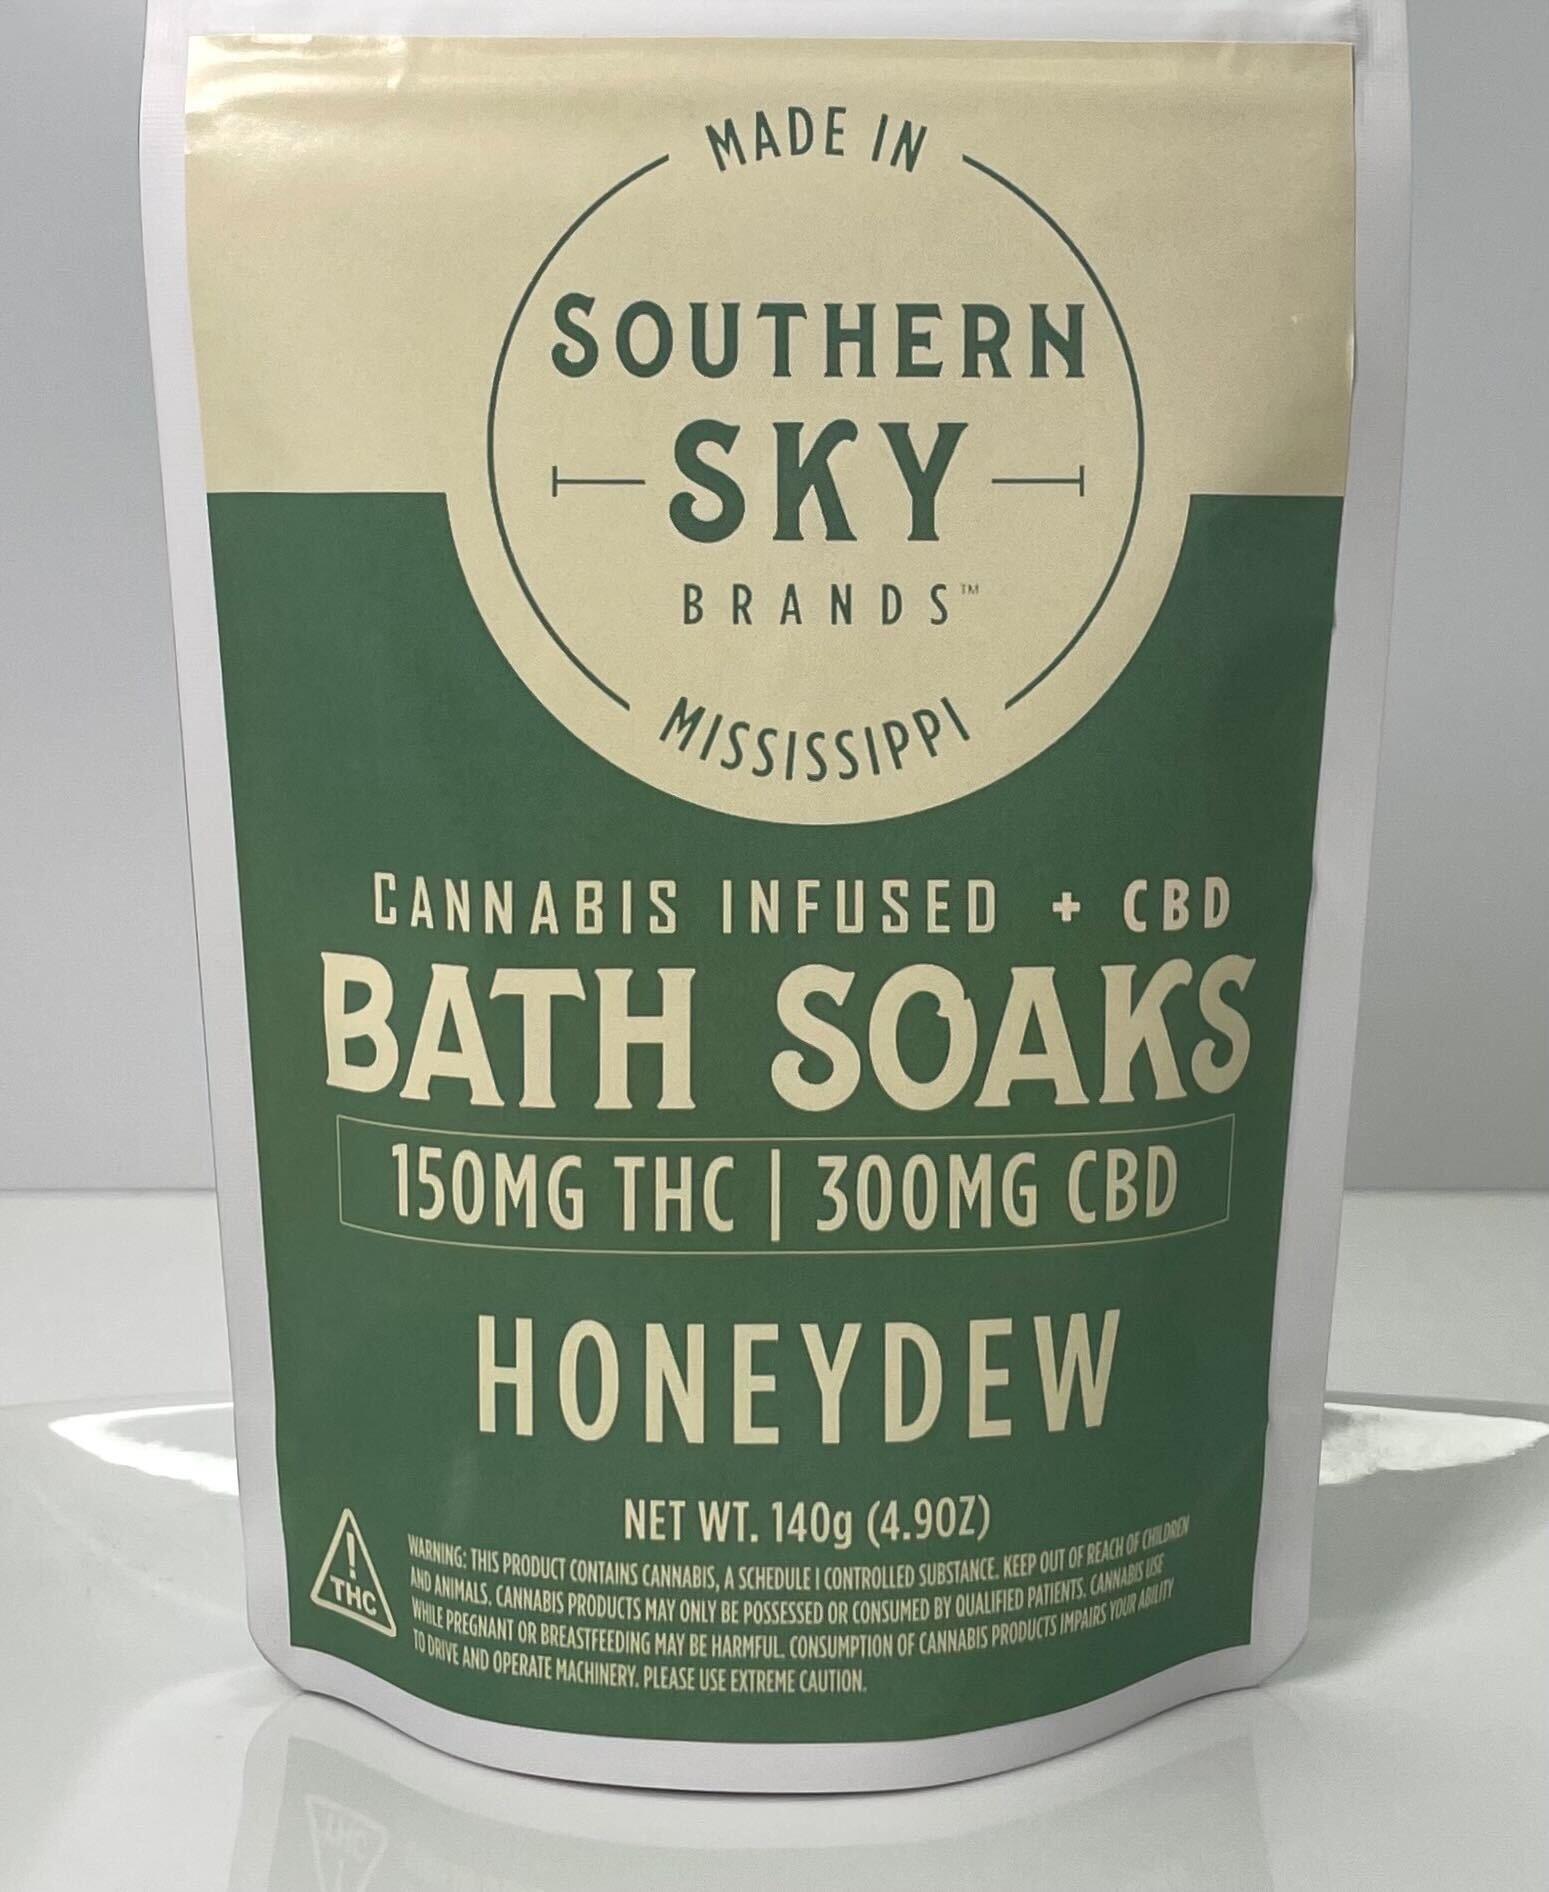 MADE IN
SOUTHERN
SKY
BRANDS™
MISSISSIPPI
CANNABIS INFUSED + CBD
BATH SOAKS
150MG THC | 300MG CBD
HONEYDEW
NET WT. 140g (4.9OZ)
WARNING: THIS PRODUCT CONTAINS CANNABIS, A SCHEDULE I CONTROLLED SUBSTANCE. KEEP OUT OF REACH OF CHILDREN
AND ANIMALS. CANNABIS PRODUCTS MAY ONLY BE POSSESSED OR CONSUMED BY QUALIFIED PATIENTS. CANNABIS USE
WHILE PREGNANT OR BREASTFEEDING MAY BE HARMFUL. CONSUMPTION OF CANNABIS PRODUCTS IMPAIRS YOUR ABILITY
TO DRIVE AND OPERATE MACHINERY. PLEASE USE EXTREME CAUTION.
!
THC